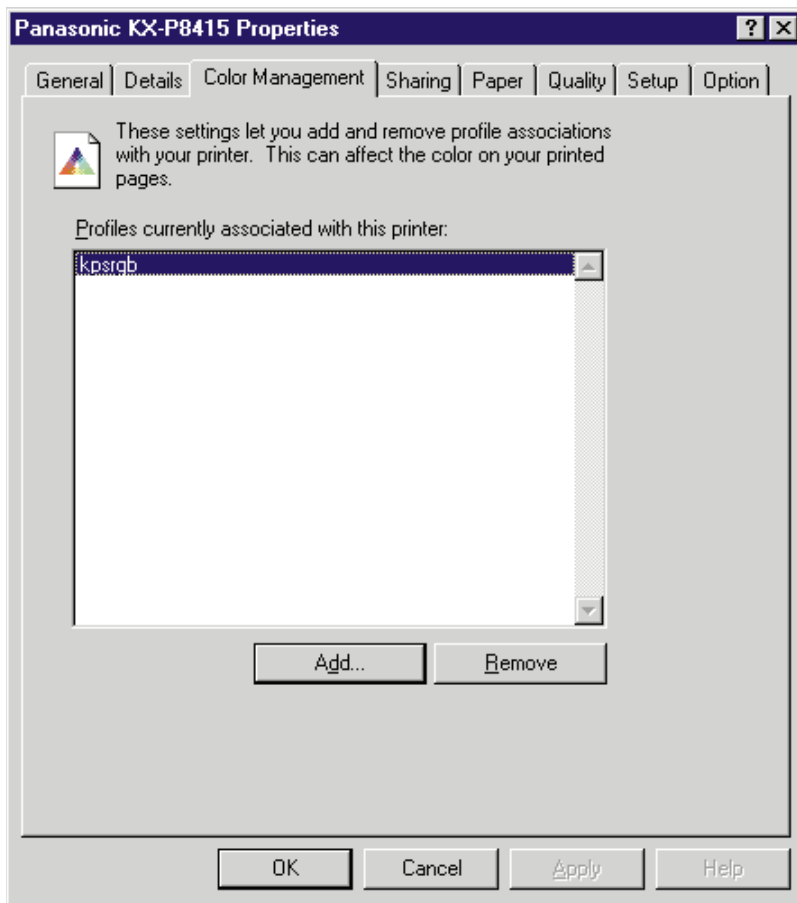 Panasonic KX-P8415 Properties
General Details Color Management Sharing Paper Quality Setup Option
These settings let you add and remove profile associations
with your printer. This can affect the color on your printed
pages.
Profiles currently associated with this printer:
kpsrgb
Add... Remove
OK Cancel Apply Help